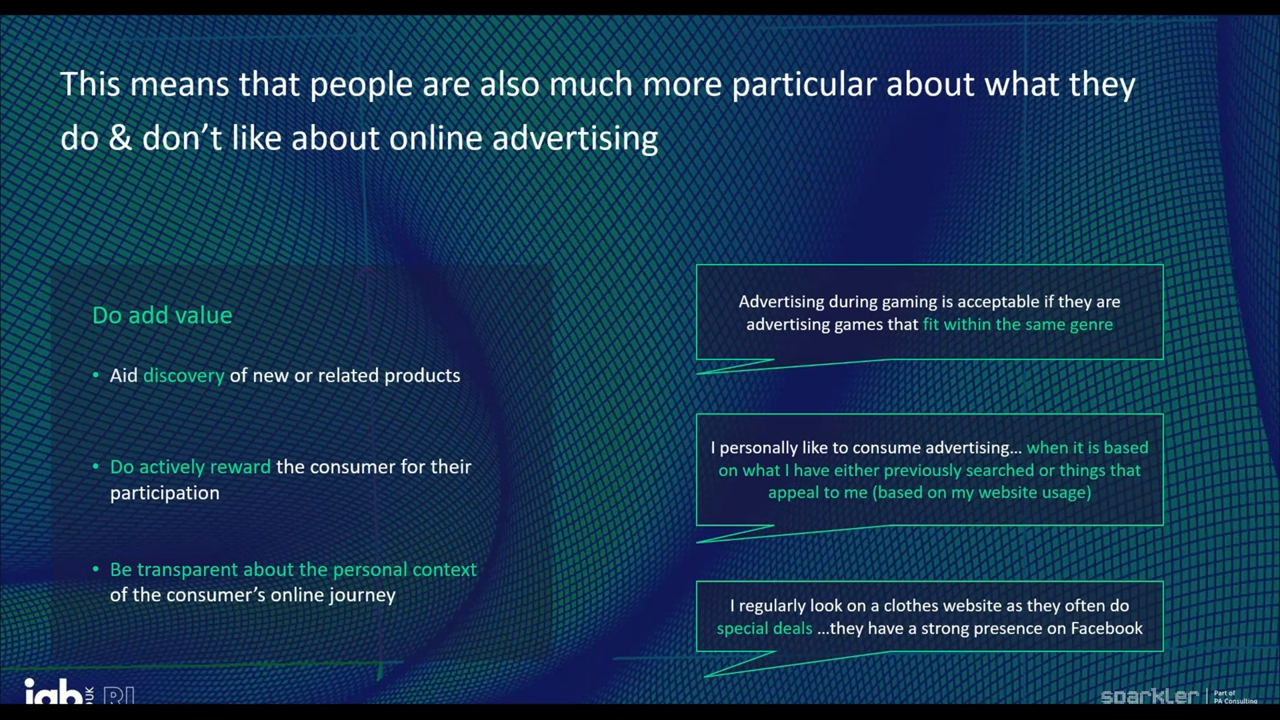 This means that people are also much more particular about what they
do & don't like about online advertising
Do add value
• Aid discovery of new or related products
• Do actively reward the consumer for their
participation
• Be transparent about the personal context
of the consumer's online journey
Advertising during gaming is acceptable if they are
advertising games that fit within the same genre
I personally like to consume advertising... when it is based
on what I have either previously searched or things that
appeal to me (based on my website usage)
I regularly look on a clothes website as they often do
special deals ...they have a strong presence on Facebook
iab UK RI
sparkler
Part of
PA Consulting